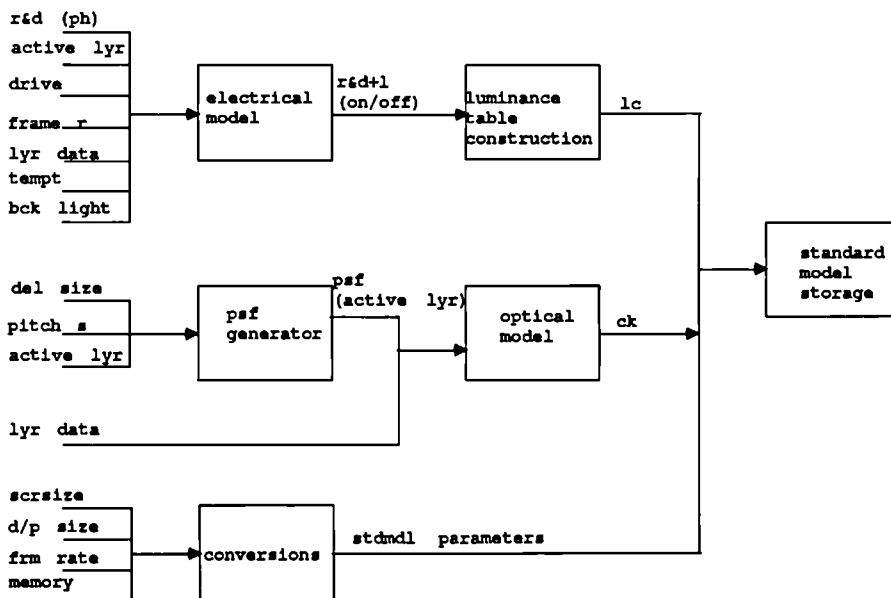 r&d (ph)
active lyr
drive
frame r
lyr data
tempt
bck light
electrical
model
r&d+l
(on/off)
luminance
table
construction
lc
del size
pitch s
active lyr
psf
generator
psf
(active lyr)
optical
model
ck
standard
model
storage
lyr data
scrsize
d/p size
frm rate
memory
conversions
stdmdl parameters